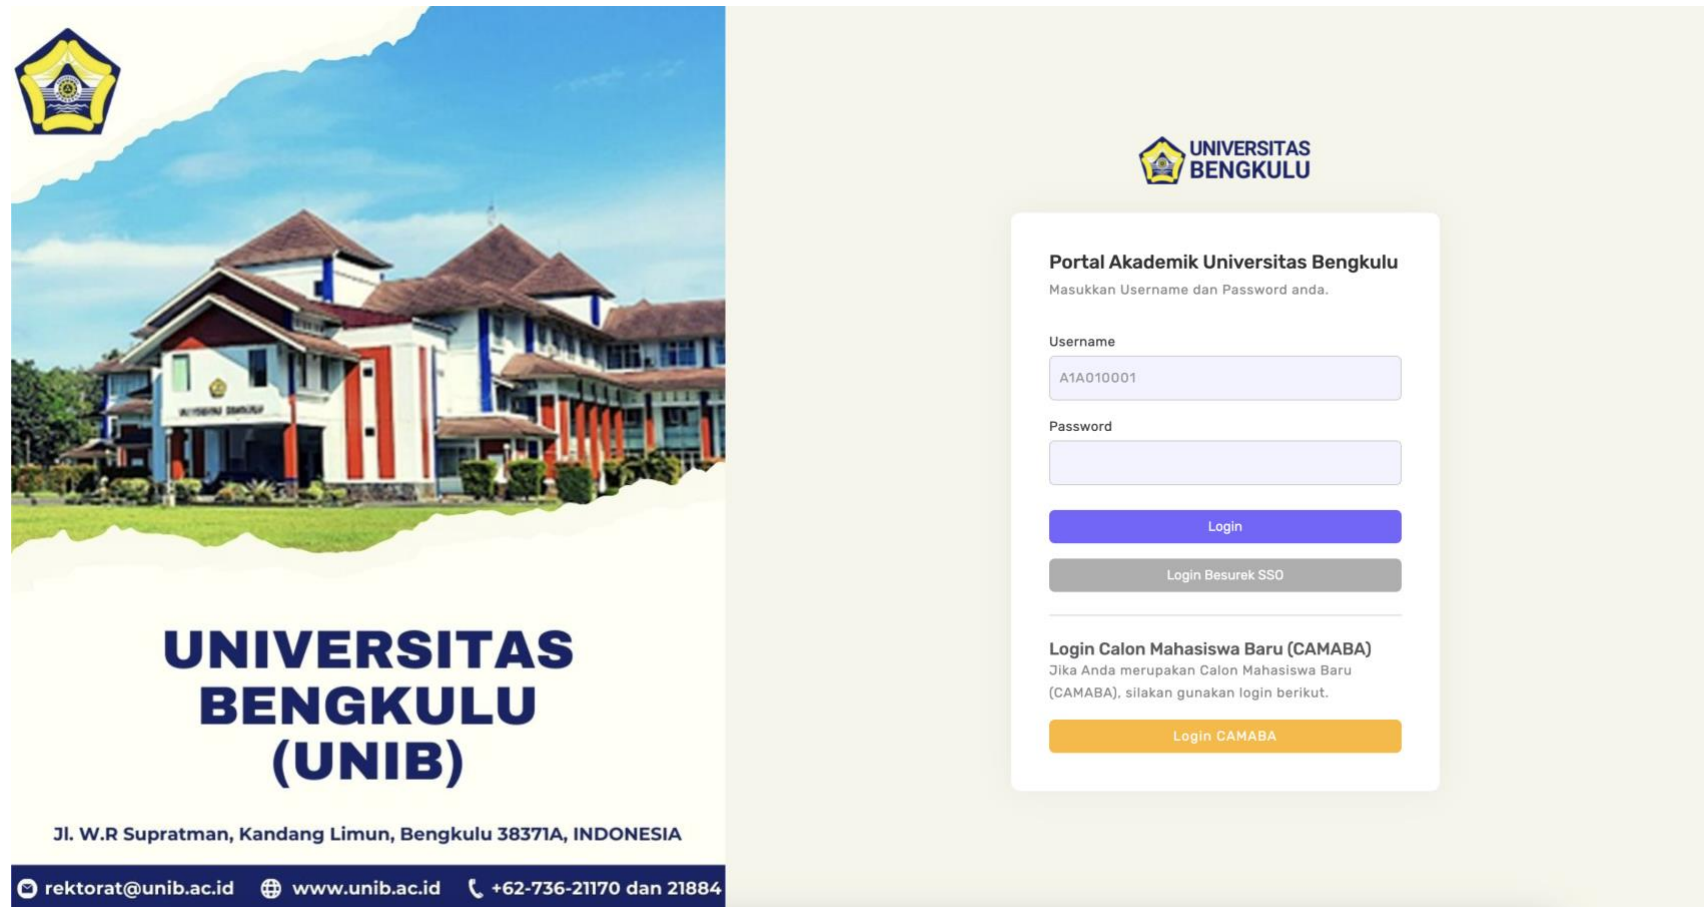 UNIVERSITAS BENGKULU
UNIVERSITAS
BENGKULU
(UNIB)
Jl. W.R Supratman, Kandang Limun, Bengkulu 38371A, INDONESIA
rektorat@unib.ac.id www.unib.ac.id +62-736-21170 dan 21884
UNIVERSITAS
BENGKULU
Portal Akademik Universitas Bengkulu
Masukkan Username dan Password anda.
Username
A1A010001
Password
Login
Login Besurek SSO
Login Calon Mahasiswa Baru (CAMABA)
Jika Anda merupakan Calon Mahasiswa Baru
(CAMABA), silakan gunakan login berikut.
Login CAMABA